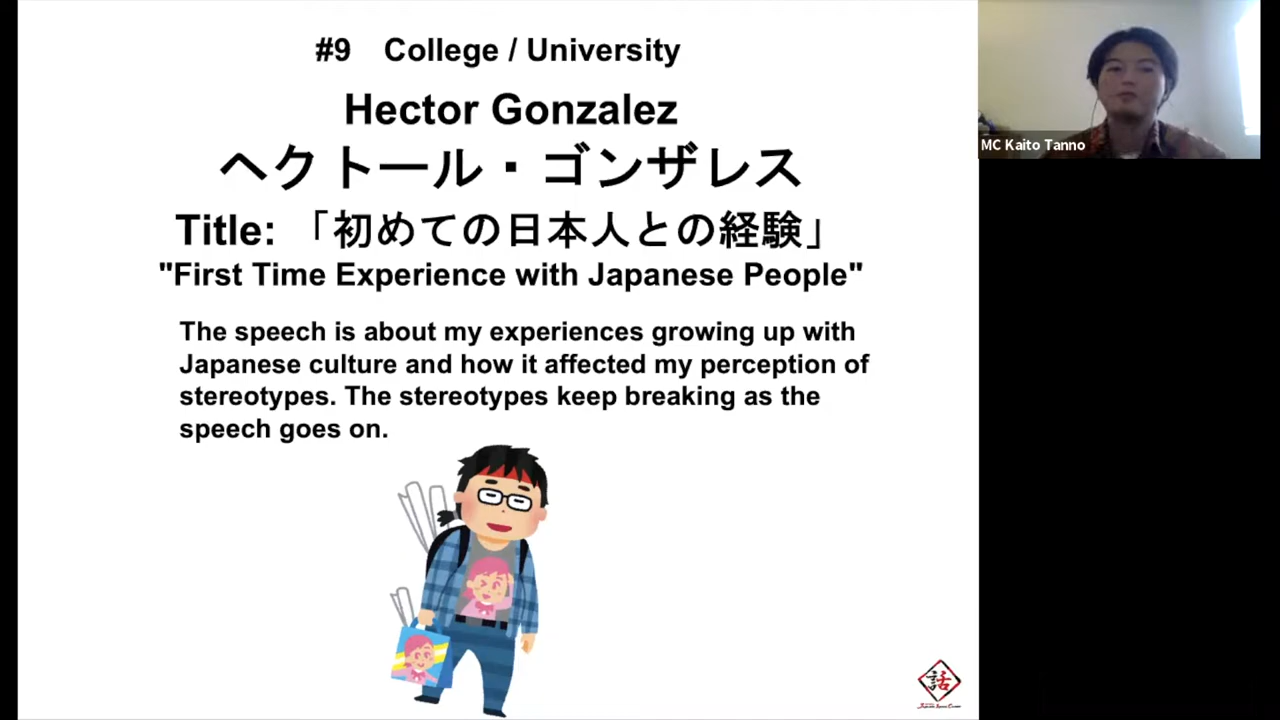 #9 College / University
Hector Gonzalez
ヘクトール・ゴンザレス
Title: 「初めての日本人との経験」
"First Time Experience with Japanese People"
The speech is about my experiences growing up with
Japanese culture and how it affected my perception of
stereotypes. The stereotypes keep breaking as the
speech goes on.
MC Kaito Tanno
話